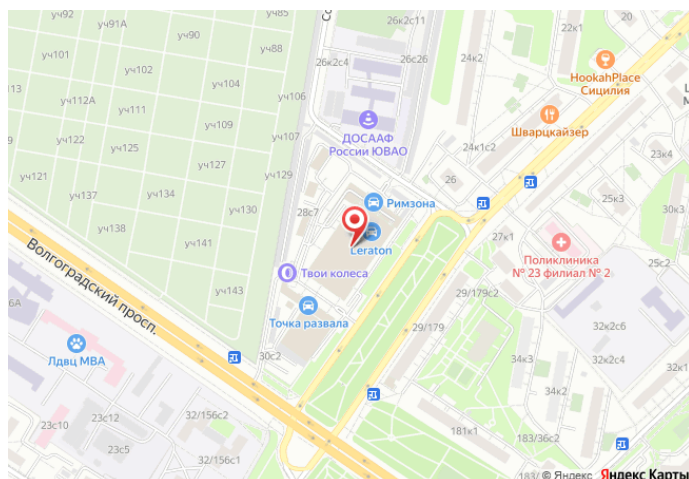 уч92
уч91А
уч90
уч85
уч88
уч101
уч102
уч104
уч106
уч112А
уч111
уч109
уч107
уч122
уч125
уч127
уч129
уч121
уч137
уч134
уч130
уч138
уч141
уч143
26к2с4
26с26
22к1
20
HookahPlace
Сицилия
Шварцкайзер
ДОСААФ
России ЮВАО
24к1с2
26
23к4
25к3
30к3
Римзона
28с7
Leraton
27к1
Поликлиника
№ 23 филиал № 2
25с2
Твои колеса
Точка развала
29/179с2
29/179
32к2с6
32к2с2
34к3
34к2
Волгоградский просп.
Лдвц МВА
30с2
23с12
23с10
23с5
32/156с2
32/156с1
181к1
183/36с2
183/
© Яндекс
Яндекс Карты